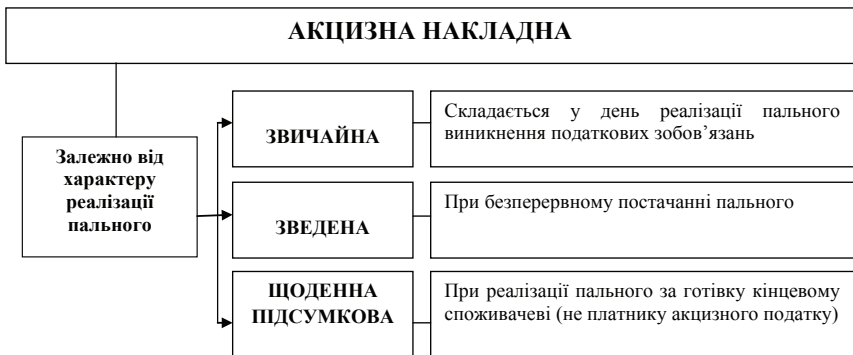 АКЦИЗНА НАКЛАДНА
Залежно від
характеру
реалізації
пального
ЗВИЧАЙНА
Складається у день реалізації пального
виникнення податкових зобов’язань
ЗВЕДЕНА
При безперервному постачанні пального
ЩОДЕННА
ПІДСУМКОВА
При реалізації пального за готівку кінцевому
споживачеві (не платнику акцизного податку)